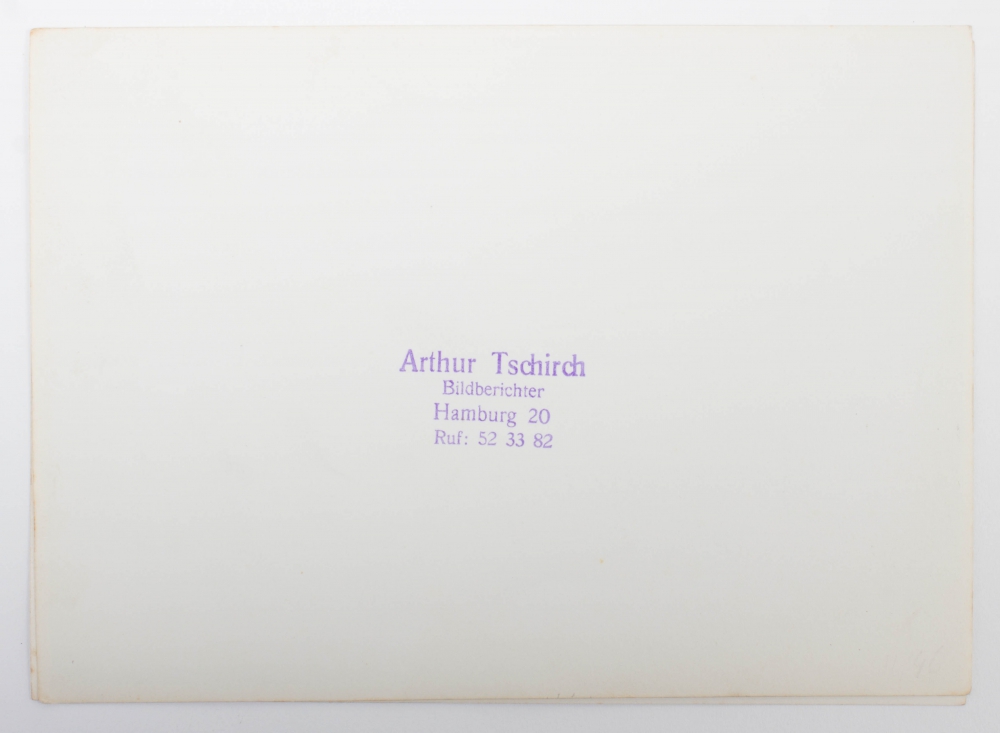 Arthur Tschirch
Bildberichter
Hamburg 20
Ruf: 52 33 82